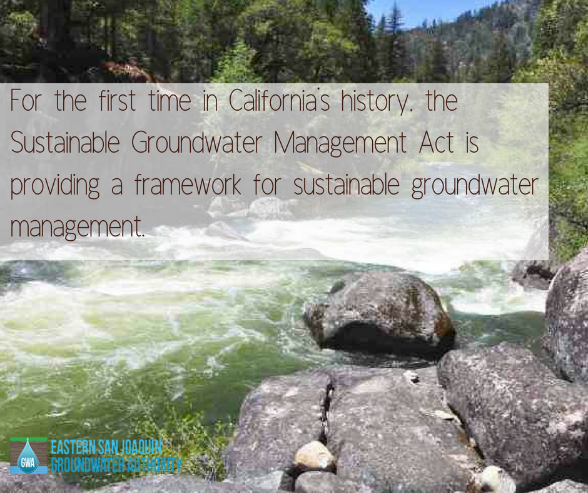 For the first time in California's history, the
Sustainable Groundwater Management Act is
providing a framework for sustainable groundwater
management.
GWA
EASTERN SAN JOAQUIN
GROUNDWATER AUTHORITY